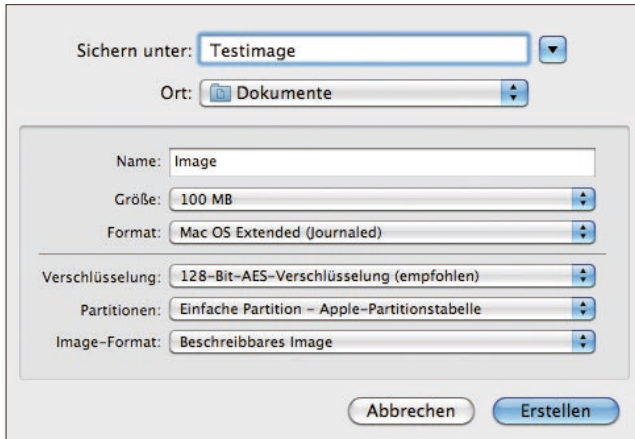 Sichern unter: Testimage
Ort: Dokumente
Name: Image
Größe: 100 MB
Format: Mac OS Extended (Journaled)
Verschlüsselung: 128-Bit-AES-Verschlüsselung (empfohlen)
Partitionen: Einfache Partition – Apple-Partitionstabelle
Image-Format: Beschreibbares Image
Abbrechen Erstellen